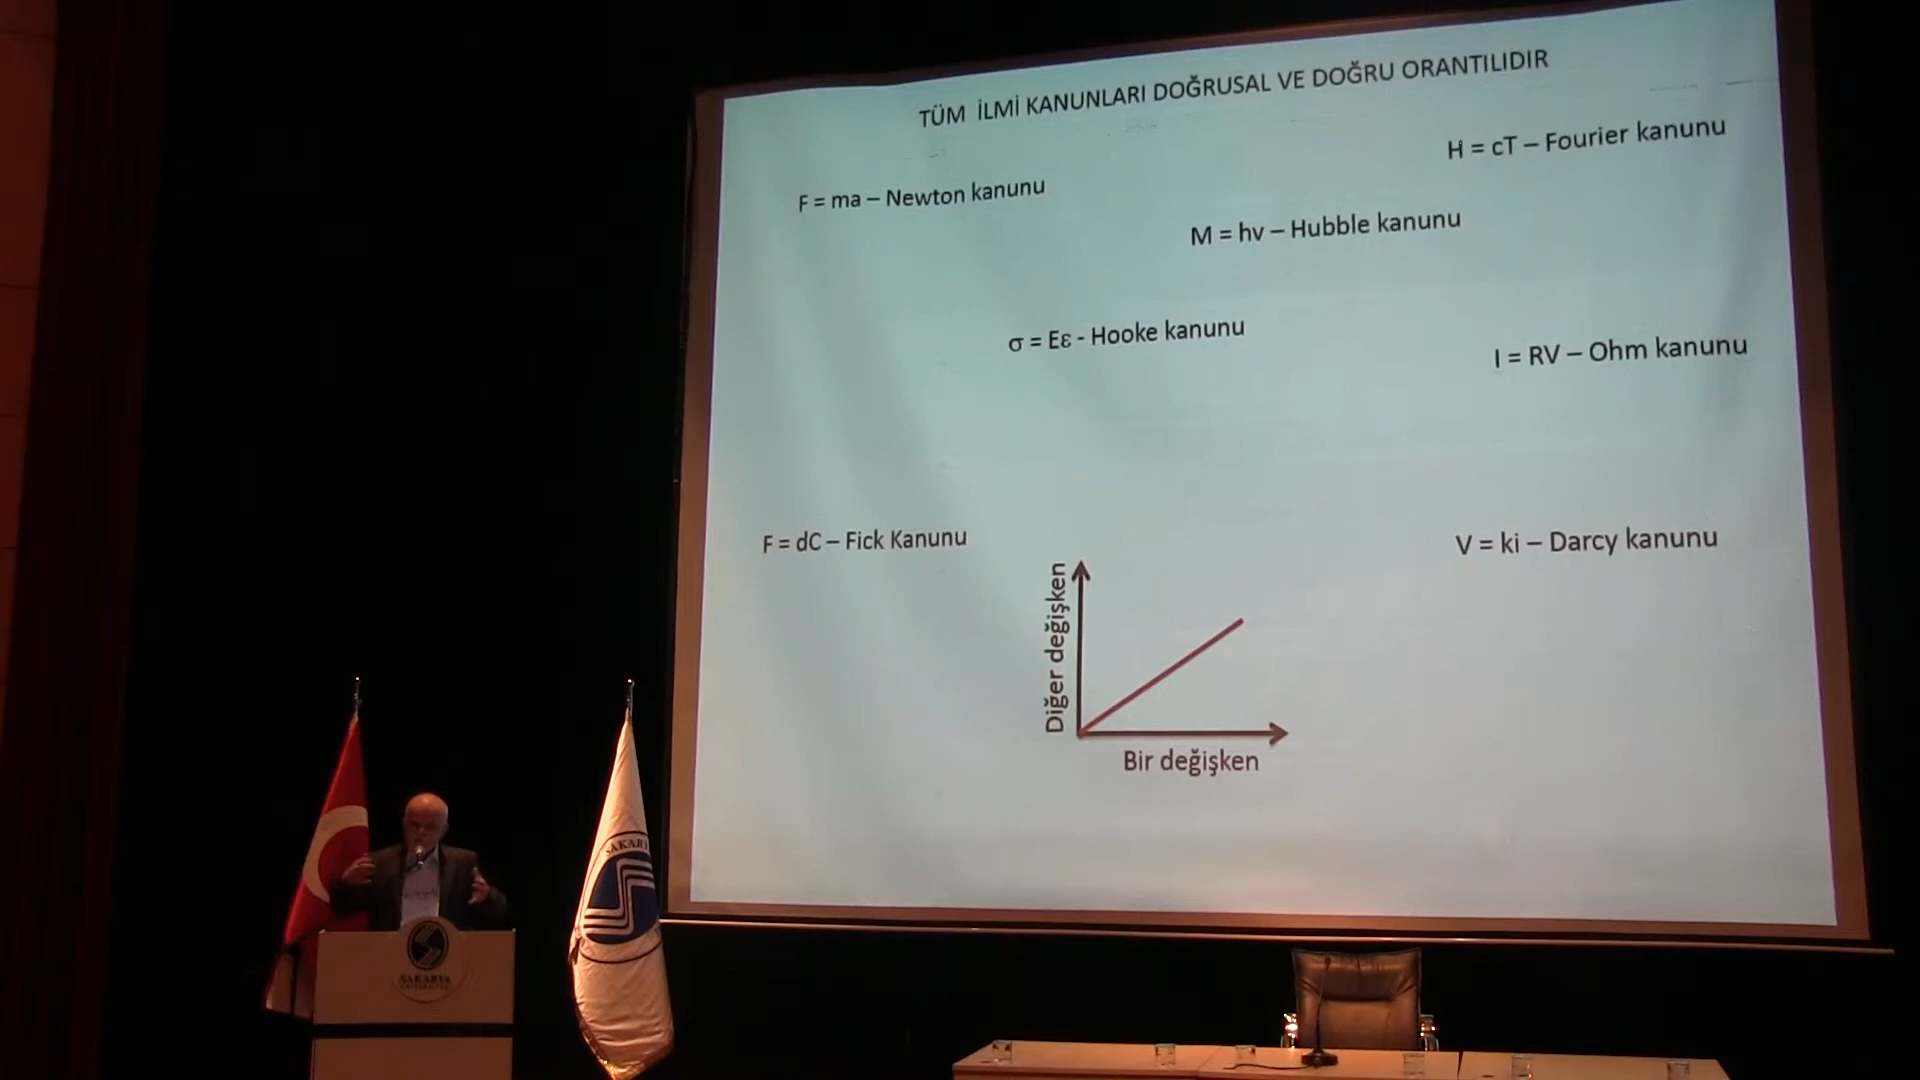 TÜM İLMİ KANUNLARI DOĞRUSAL VE DOĞRU ORANTILIDIR
H = cT – Fourier kanunu
F = ma – Newton kanunu
M = hv – Hubble kanunu
σ = Eε - Hooke kanunu
I = RV – Ohm kanunu
F = dC – Fick Kanunu
V = ki – Darcy kanunu
Diğer değişken
Bir değişken
SAKARYA